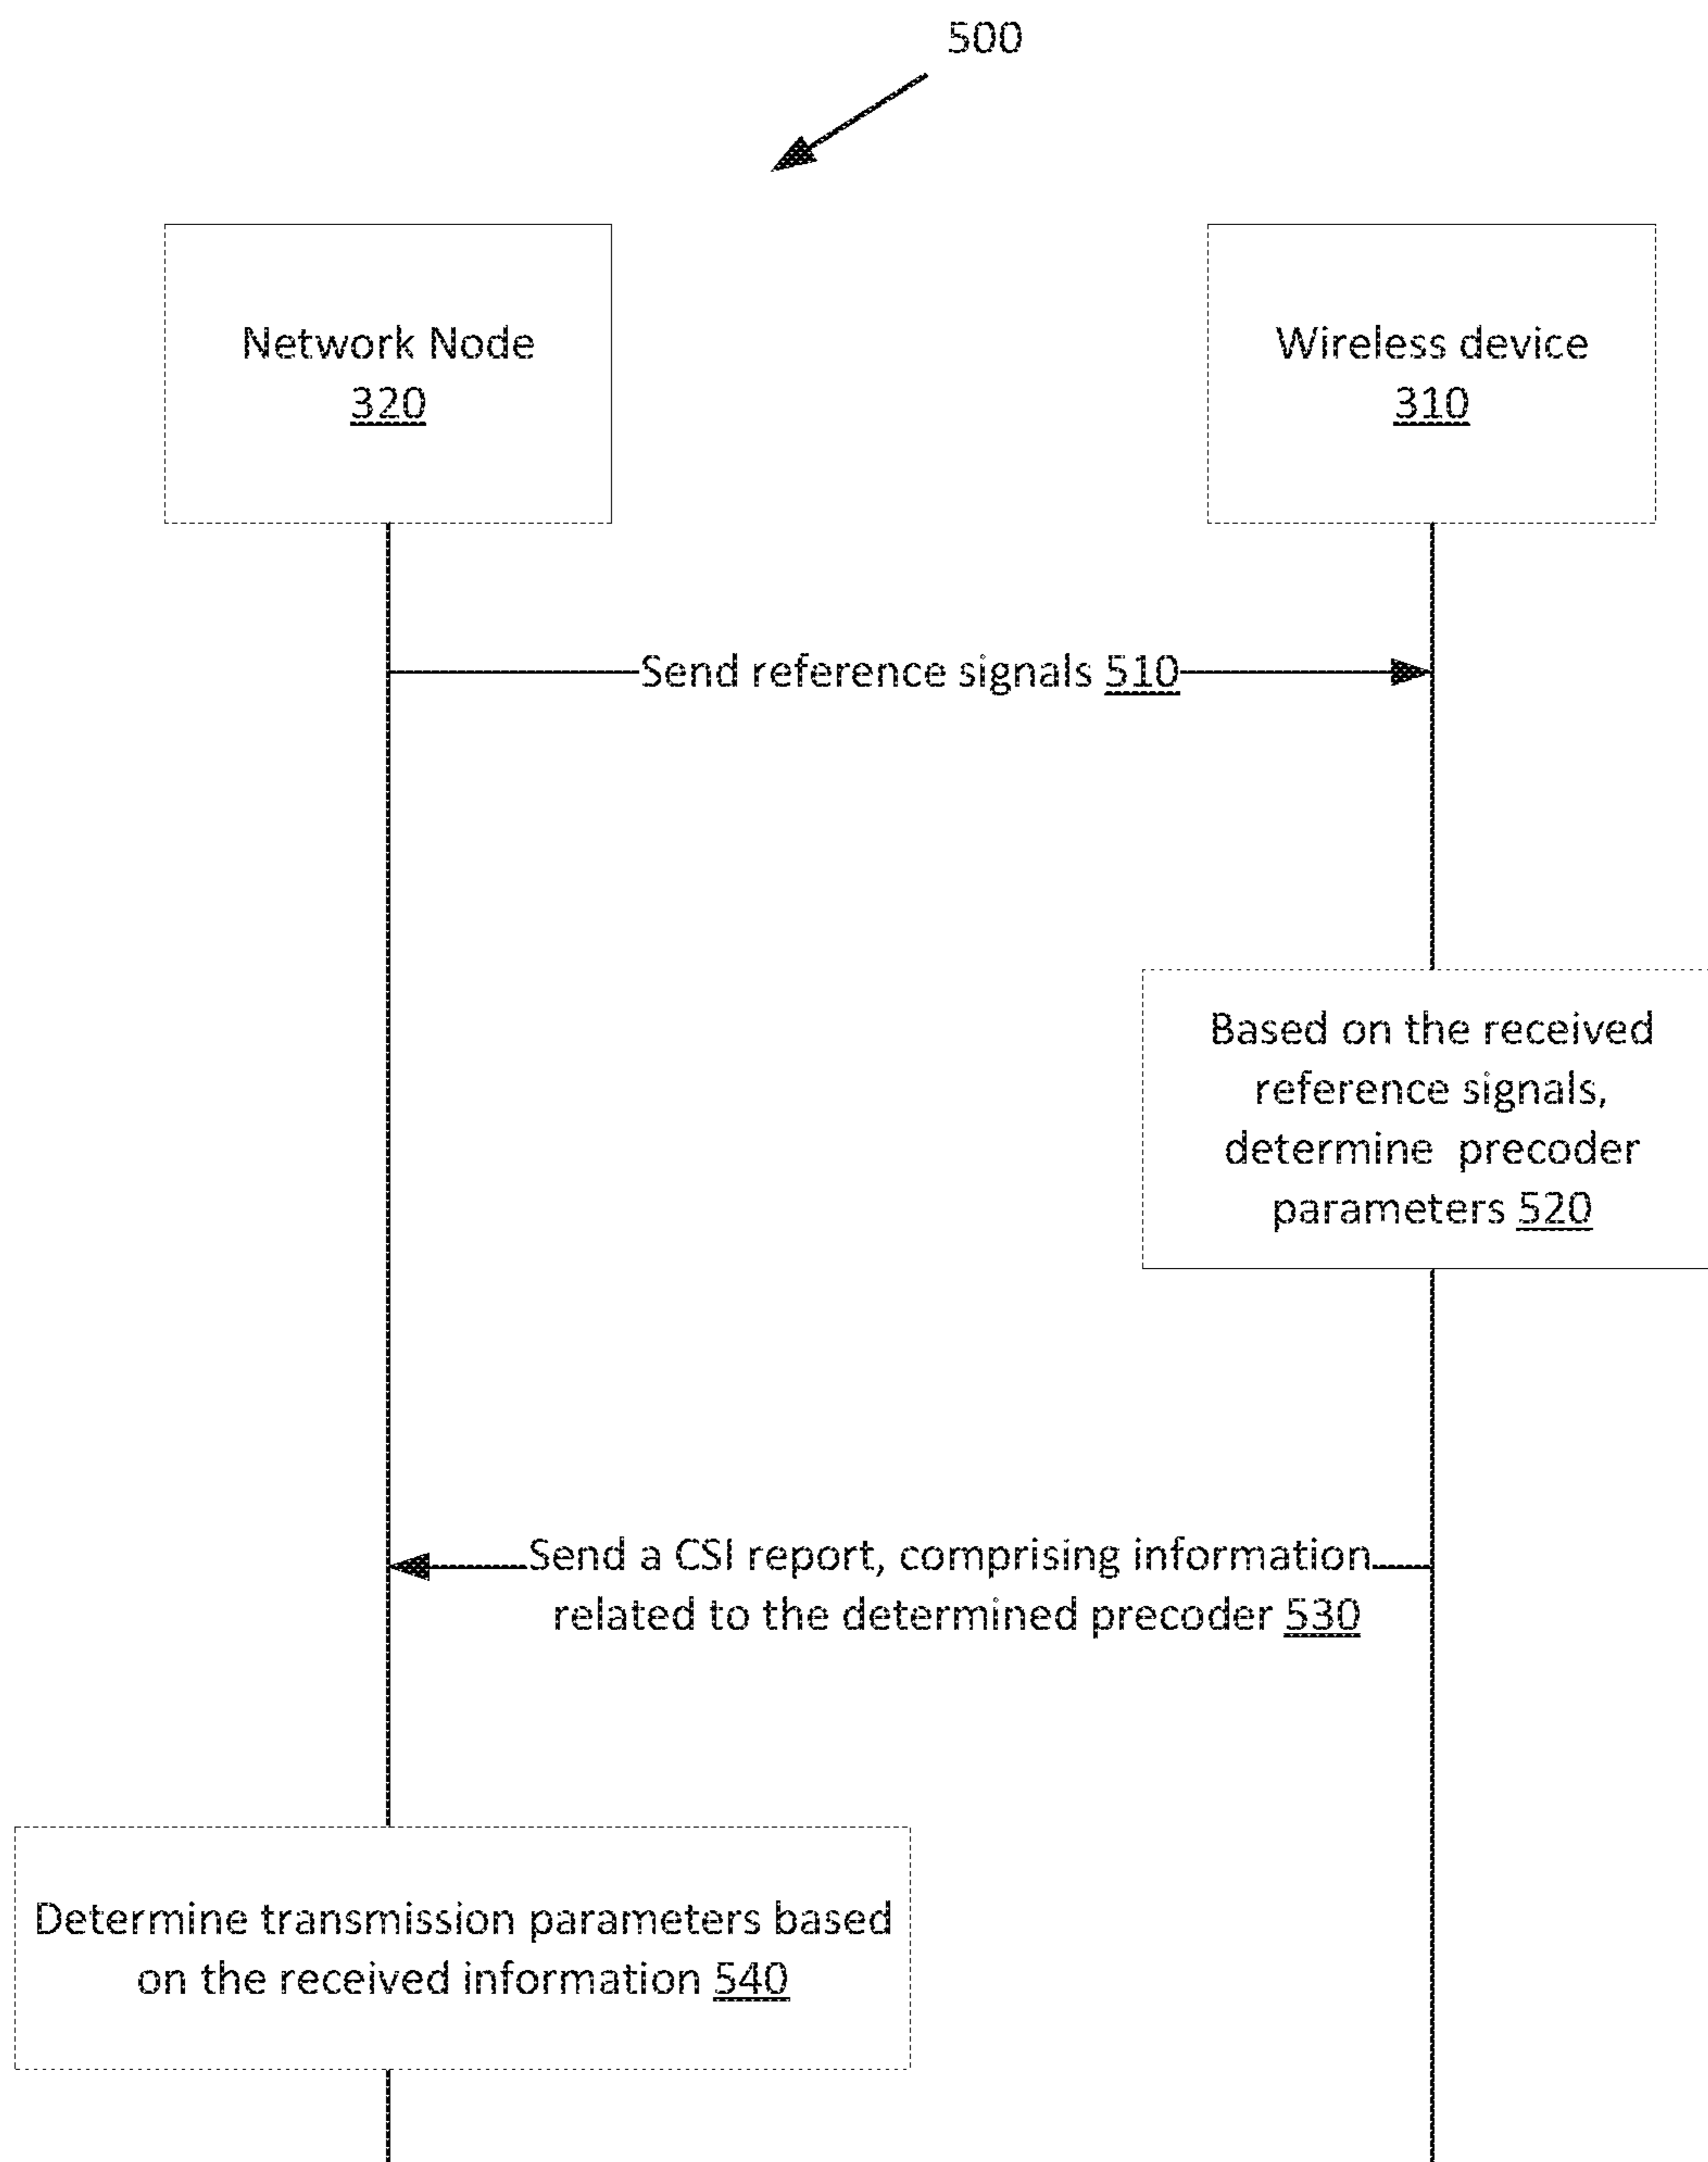 500
Network Node
320
Wireless device
310
Send reference signals 510
Based on the received
reference signals,
determine precoder
parameters 520
Send a CSI report, comprising information
related to the determined precoder 530
Determine transmission parameters based
on the received information 540